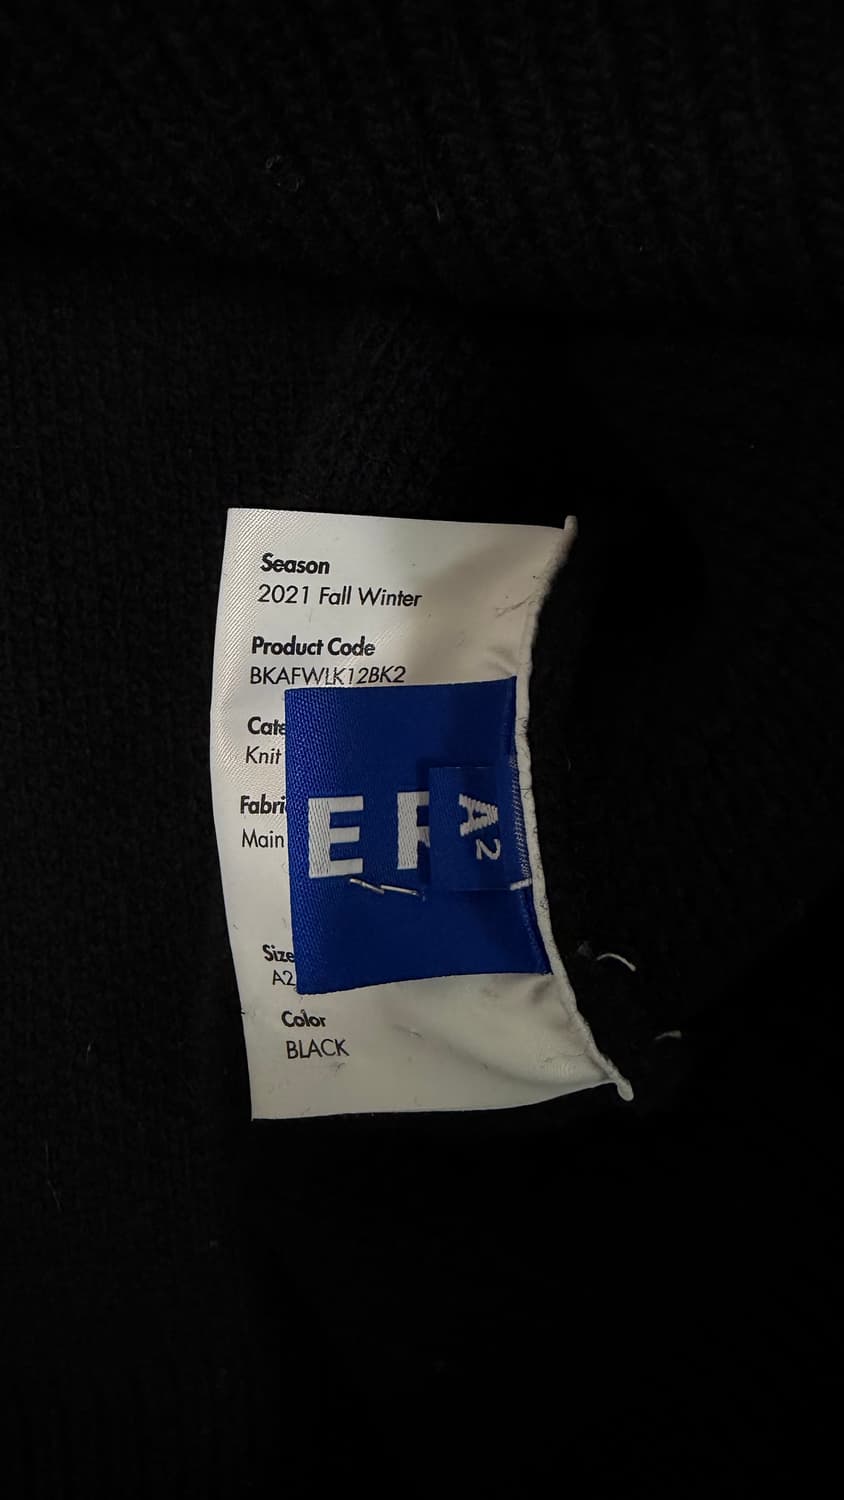 Season
2021 Fall Winter
Product Code
BKAFWLK12BK2
Cate
Knit
Fabri
Main
E
A2
Size
A2
Color
BLACK